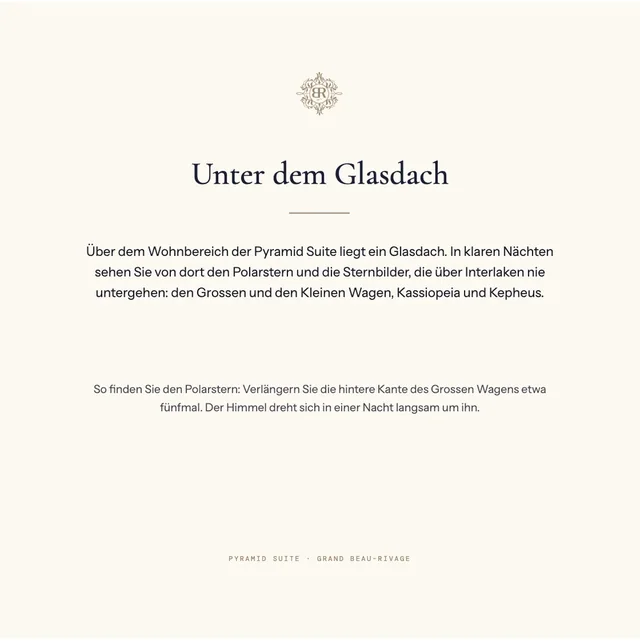 BR
Unter dem Glasdach
Über dem Wohnbereich der Pyramid Suite liegt ein Glasdach. In klaren Nächten
sehen Sie von dort den Polarstern und die Sternbilder, die über Interlaken nie
untergehen: den Grossen und den Kleinen Wagen, Kassiopeia und Kepheus.
So finden Sie den Polarstern: Verlängern Sie die hintere Kante des Grossen Wagens etwa
fünfmal. Der Himmel dreht sich in einer Nacht langsam um ihn.
PYRAMID SUITE · GRAND BEAU-RIVAGE